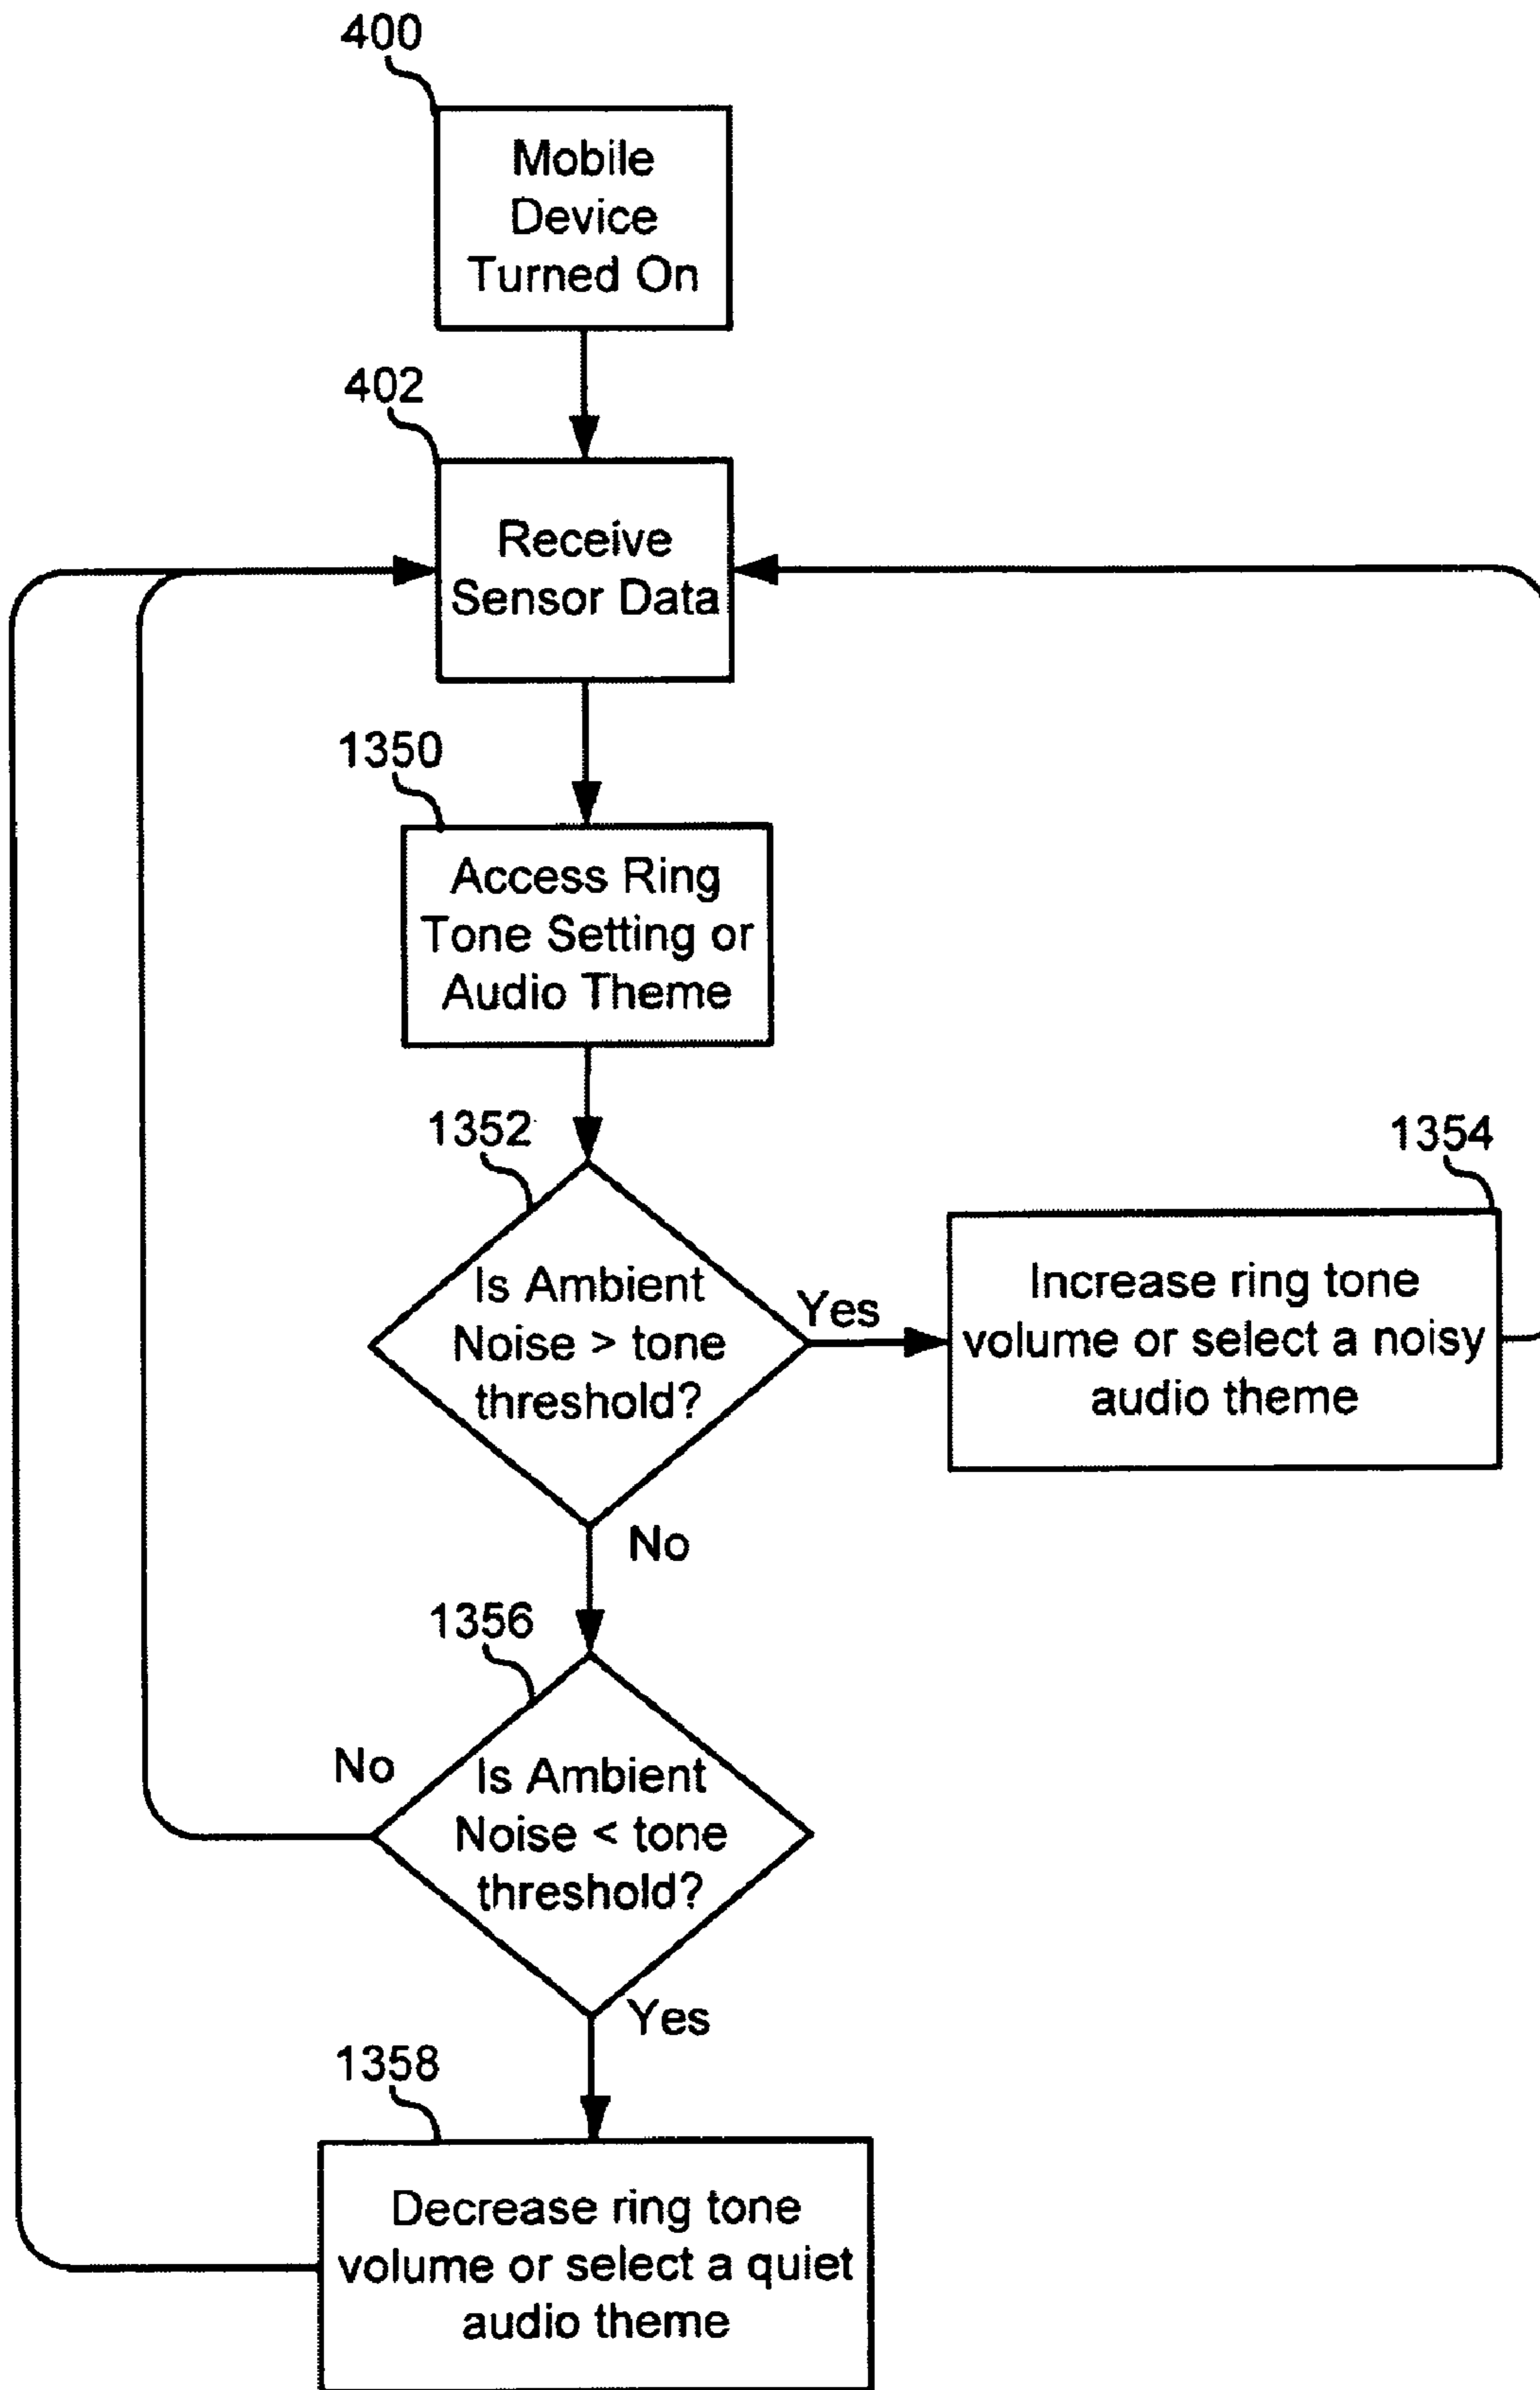 400
Mobile
Device
Turned On
402
Receive
Sensor Data
1350
Access Ring
Tone Setting or
Audio Theme
1352
Is Ambient
Noise > tone
threshold?
Yes
1354
Increase ring tone
volume or select a noisy
audio theme
No
1356
No
Is Ambient
Noise < tone
threshold?
Yes
1358
Decrease ring tone
volume or select a quiet
audio theme